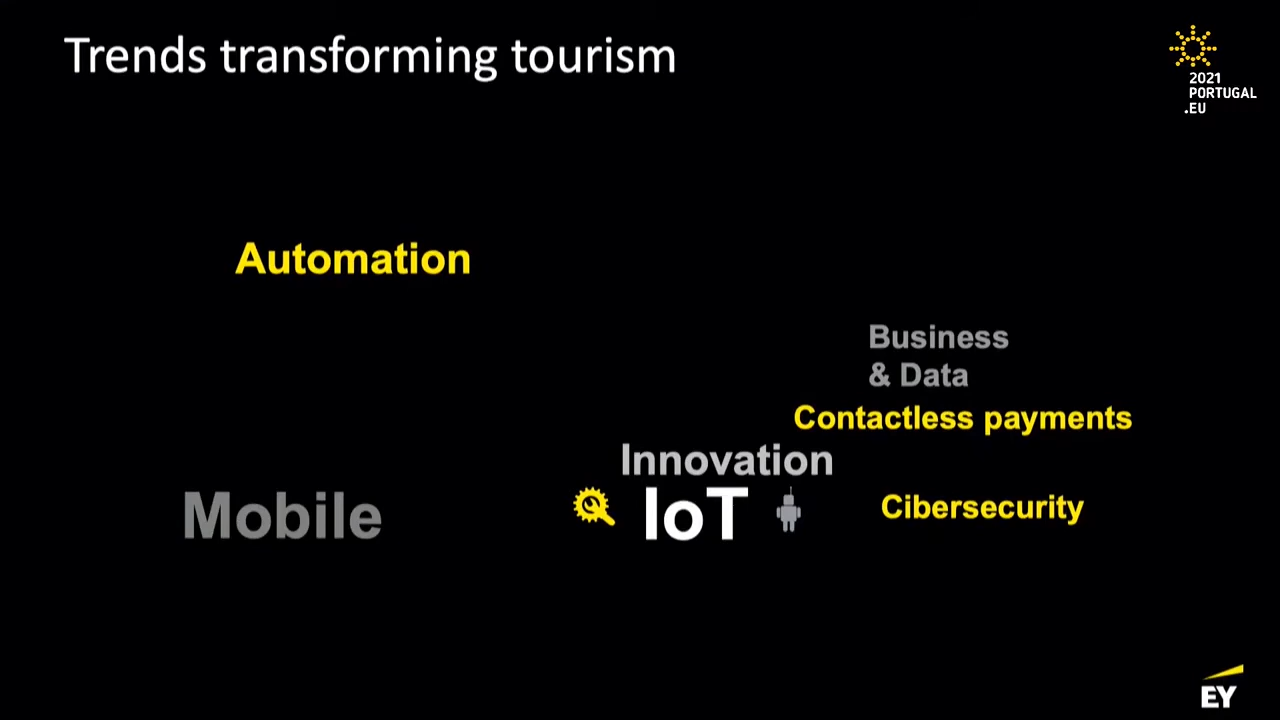 Trends transforming tourism
2021
PORTUGAL
.EU
Automation
Business
& Data
Contactless payments
Innovation
Mobile
IoT
Cibersecurity
EY